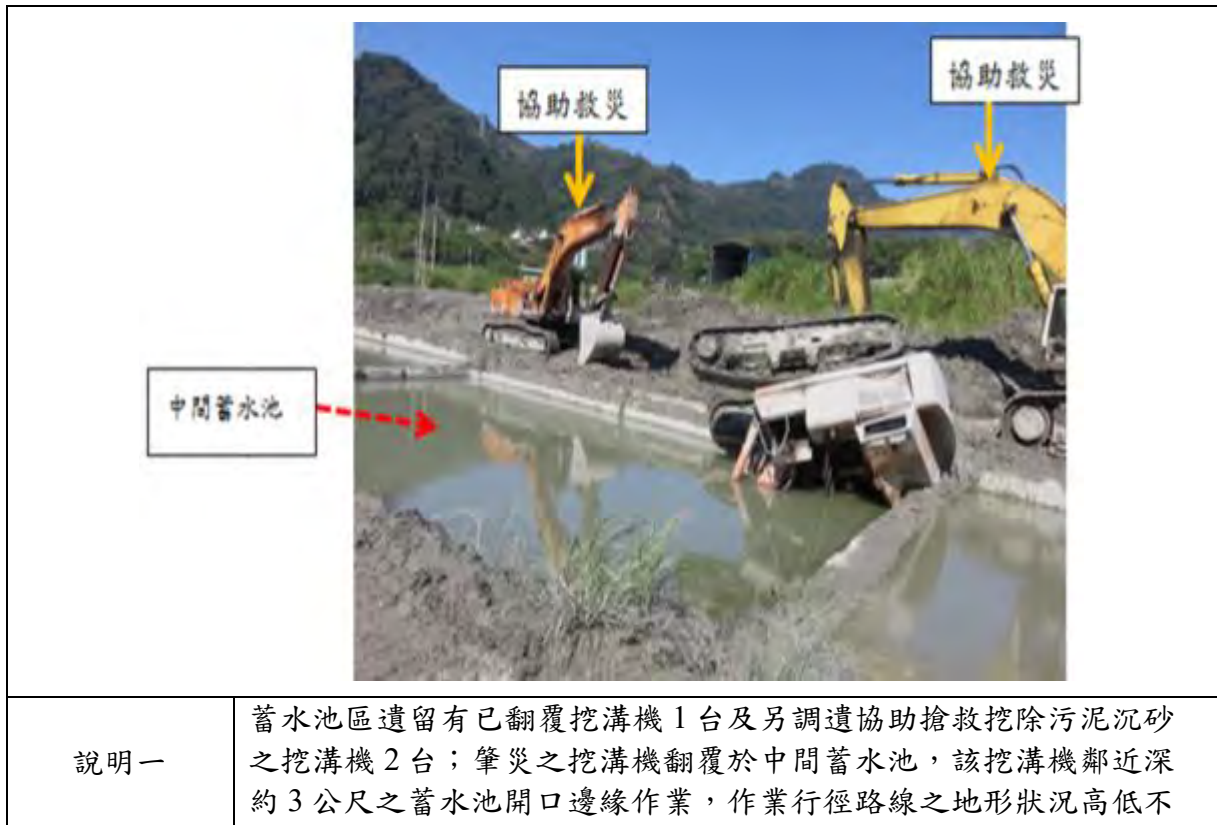 協助救災
協助救災
中間蓄水池
說明一
蓄水池區遺留有已翻覆挖溝機 1 台及另調遣協助搶救挖除污泥沉砂
之挖溝機 2 台；肇災之挖溝機翻覆於中間蓄水池，該挖溝機鄰近深
約 3 公尺之蓄水池開口邊緣作業，作業行徑路線之地形狀況高低不